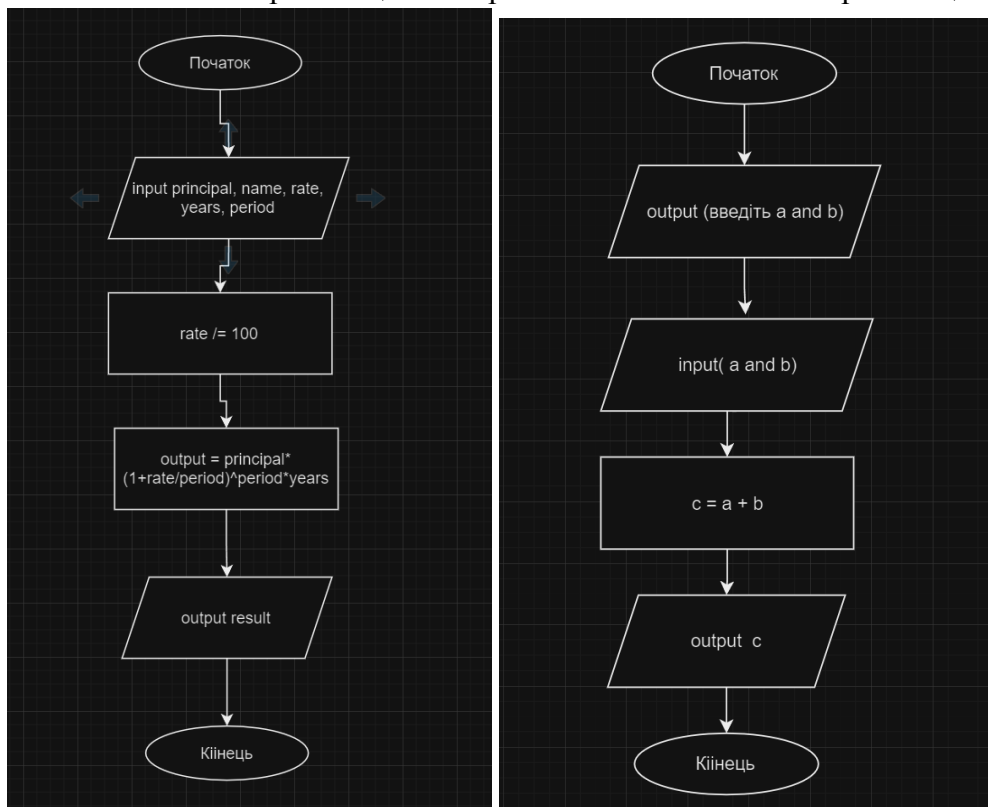 Початок
input principal, name, rate,
years, period
rate /= 100
output = principal*
(1+rate/period)^period*years
output result
Кіінець
Початок
output (введіть a and b)
input( a and b)
c = a + b
output c
Кіінець